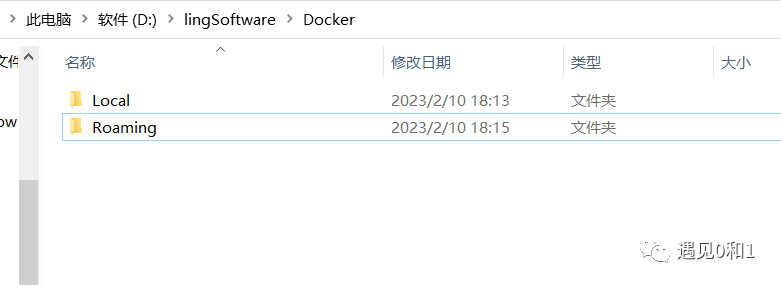 此电脑 > 软件 (D:) > lingSoftware > Docker
文件
名称 修改日期 类型 大小
Local 2023/2/10 18:13 文件夹
ow
Roaming 2023/2/10 18:15 文件夹
遇见0和1